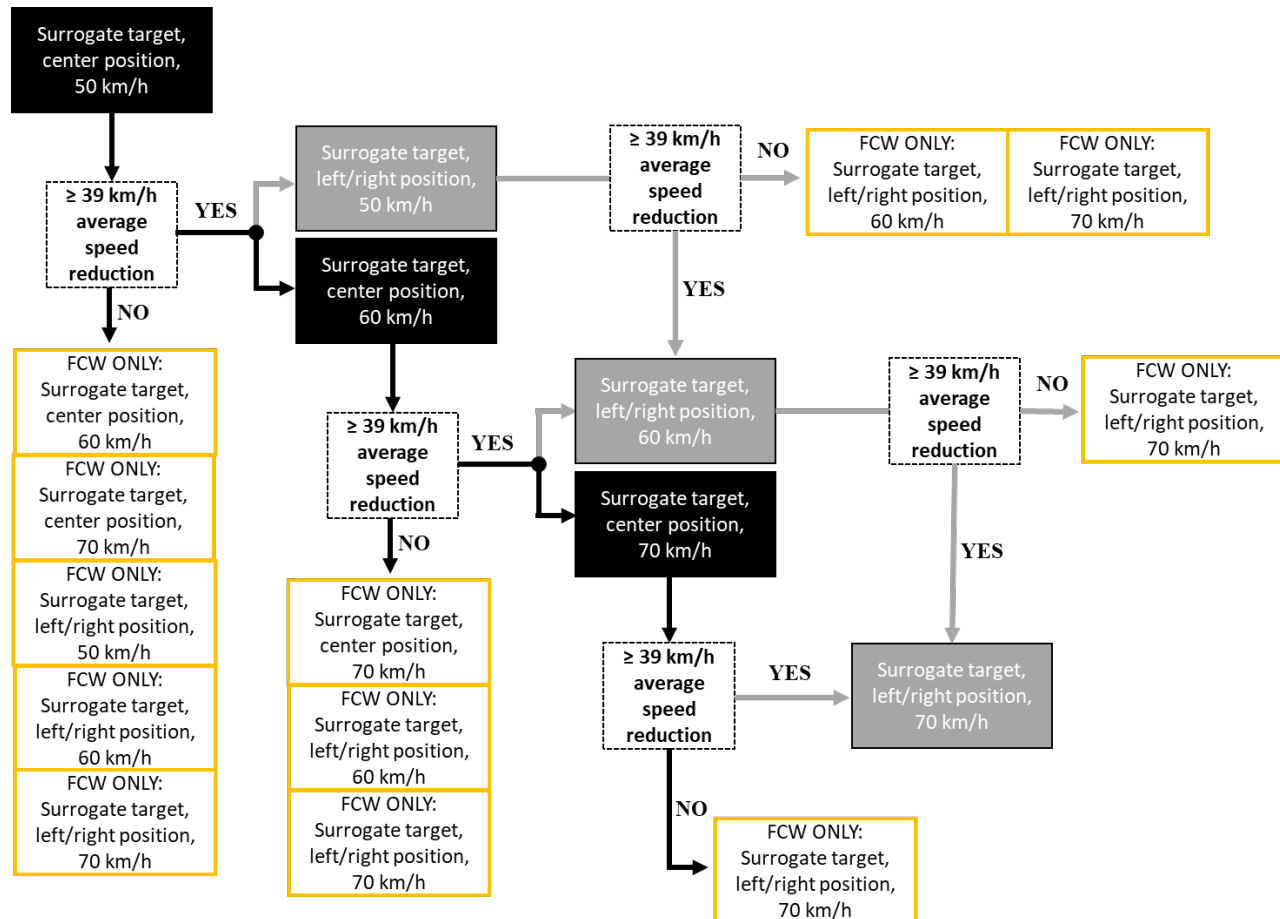 Surrogate target,
center position,
50 km/h
≥ 39 km/h
average
speed
reduction
YES
NO
FCW ONLY:
Surrogate target,
center position,
60 km/h
FCW ONLY:
Surrogate target,
center position,
70 km/h
FCW ONLY:
Surrogate target,
left/right position,
50 km/h
FCW ONLY:
Surrogate target,
left/right position,
60 km/h
FCW ONLY:
Surrogate target,
left/right position,
70 km/h
Surrogate target,
left/right position,
50 km/h
Surrogate target,
center position,
60 km/h
≥ 39 km/h
average
speed
reduction
YES
NO
FCW ONLY:
Surrogate target,
center position,
70 km/h
FCW ONLY:
Surrogate target,
left/right position,
60 km/h
FCW ONLY:
Surrogate target,
left/right position,
70 km/h
≥ 39 km/h
average
speed
reduction
NO
YES
FCW ONLY:
Surrogate target,
left/right position,
60 km/h
FCW ONLY:
Surrogate target,
left/right position,
70 km/h
Surrogate target,
left/right position,
60 km/h
Surrogate target,
center position,
70 km/h
≥ 39 km/h
average
speed
reduction
YES
NO
FCW ONLY:
Surrogate target,
left/right position,
70 km/h
≥ 39 km/h
average
speed
reduction
NO
YES
FCW ONLY:
Surrogate target,
left/right position,
70 km/h
Surrogate target,
left/right position,
70 km/h